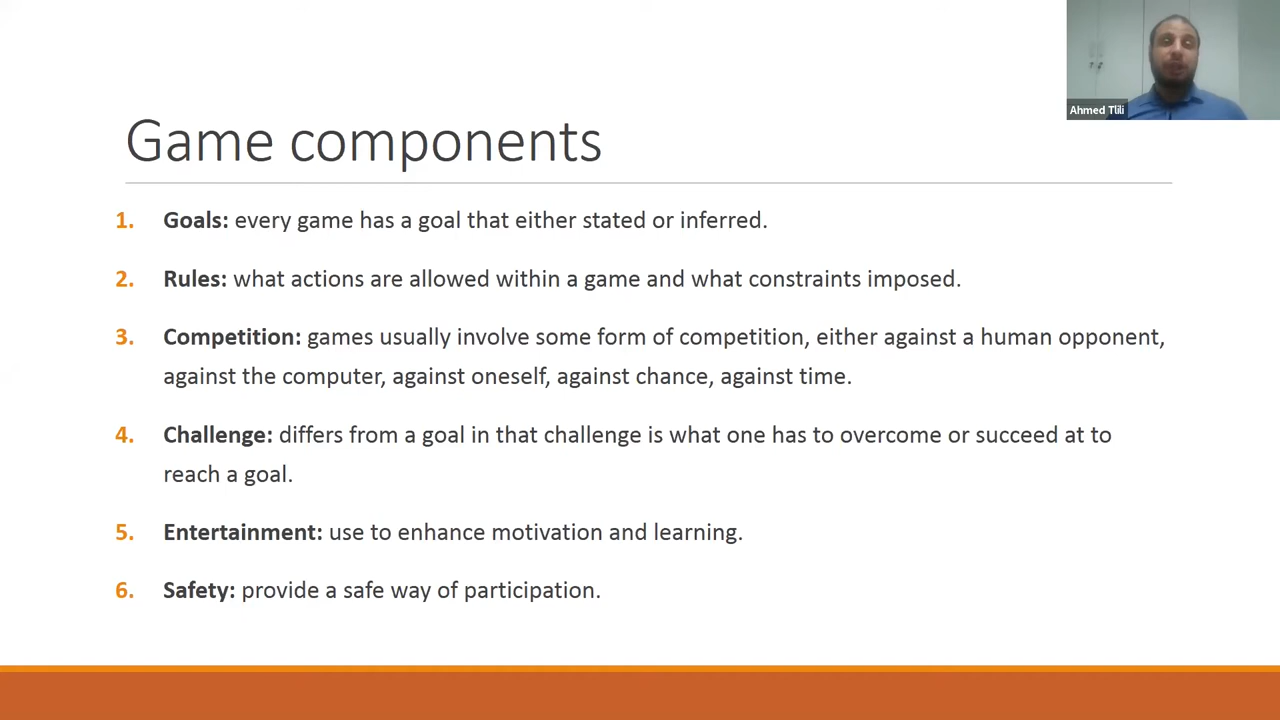 Ahmed Tlili
Game components
1. Goals: every game has a goal that either stated or inferred.
2. Rules: what actions are allowed within a game and what constraints imposed.
3. Competition: games usually involve some form of competition, either against a human opponent,
against the computer, against oneself, against chance, against time.
4. Challenge: differs from a goal in that challenge is what one has to overcome or succeed at to
reach a goal.
5. Entertainment: use to enhance motivation and learning.
6. Safety: provide a safe way of participation.